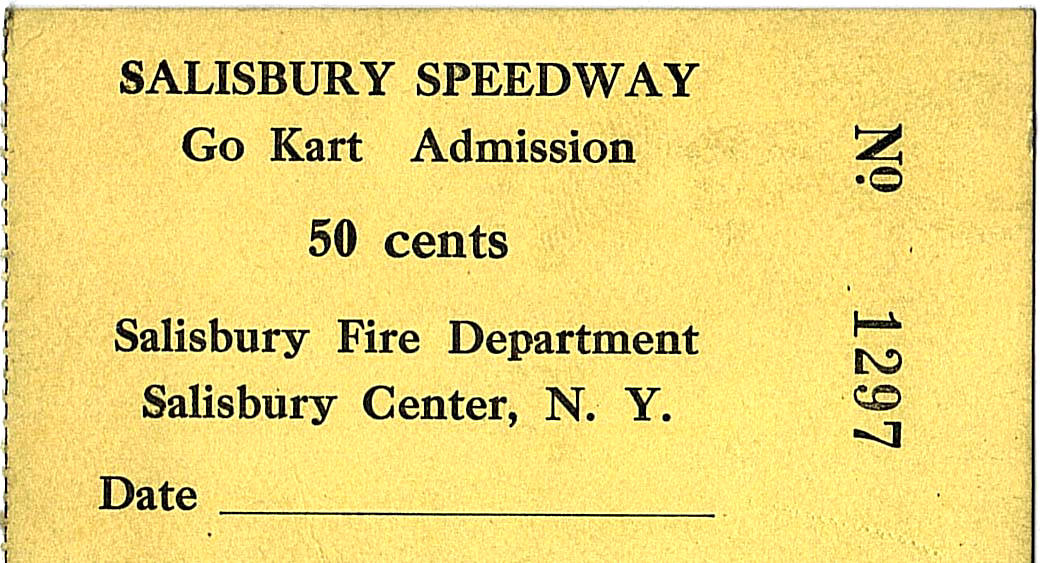 SALISBURY SPEEDWAY
Go Kart Admission
50 cents
Salisbury Fire Department
Salisbury Center, N. Y.
Date
No 1297